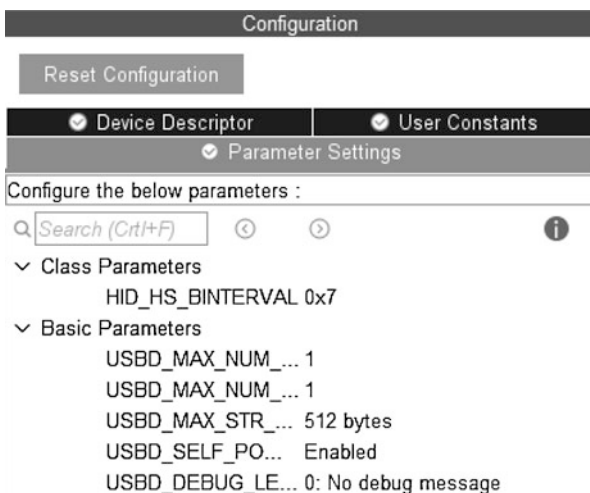 Configuration
Reset Configuration
Device Descriptor User Constants
Parameter Settings
Configure the below parameters :
Search (Crtl+F)
Class Parameters
HID_HS_BINTERVAL 0x7
Basic Parameters
USBD_MAX_NUM_... 1
USBD_MAX_NUM_... 1
USBD_MAX_STR_... 512 bytes
USBD_SELF_PO... Enabled
USBD_DEBUG_LE... 0: No debug message